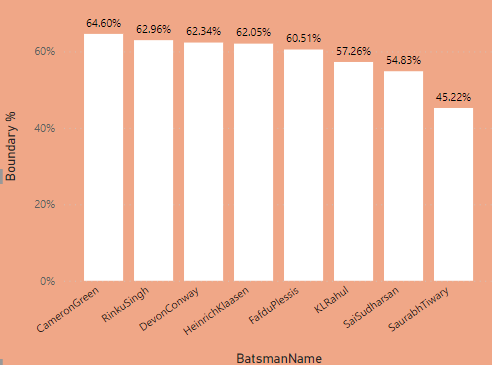 64.60%
62.96%
62.34%
62.05%
60.51%
57.26%
54.83%
45.22%
60%
40%
20%
0%
Boundary %
CameronGreen
RinkuSingh
DevonConway
HeinrichKlaasen
FafduPlessis
KLRahul
SaiSudharsan
SaurabhTiwary
BatsmanName